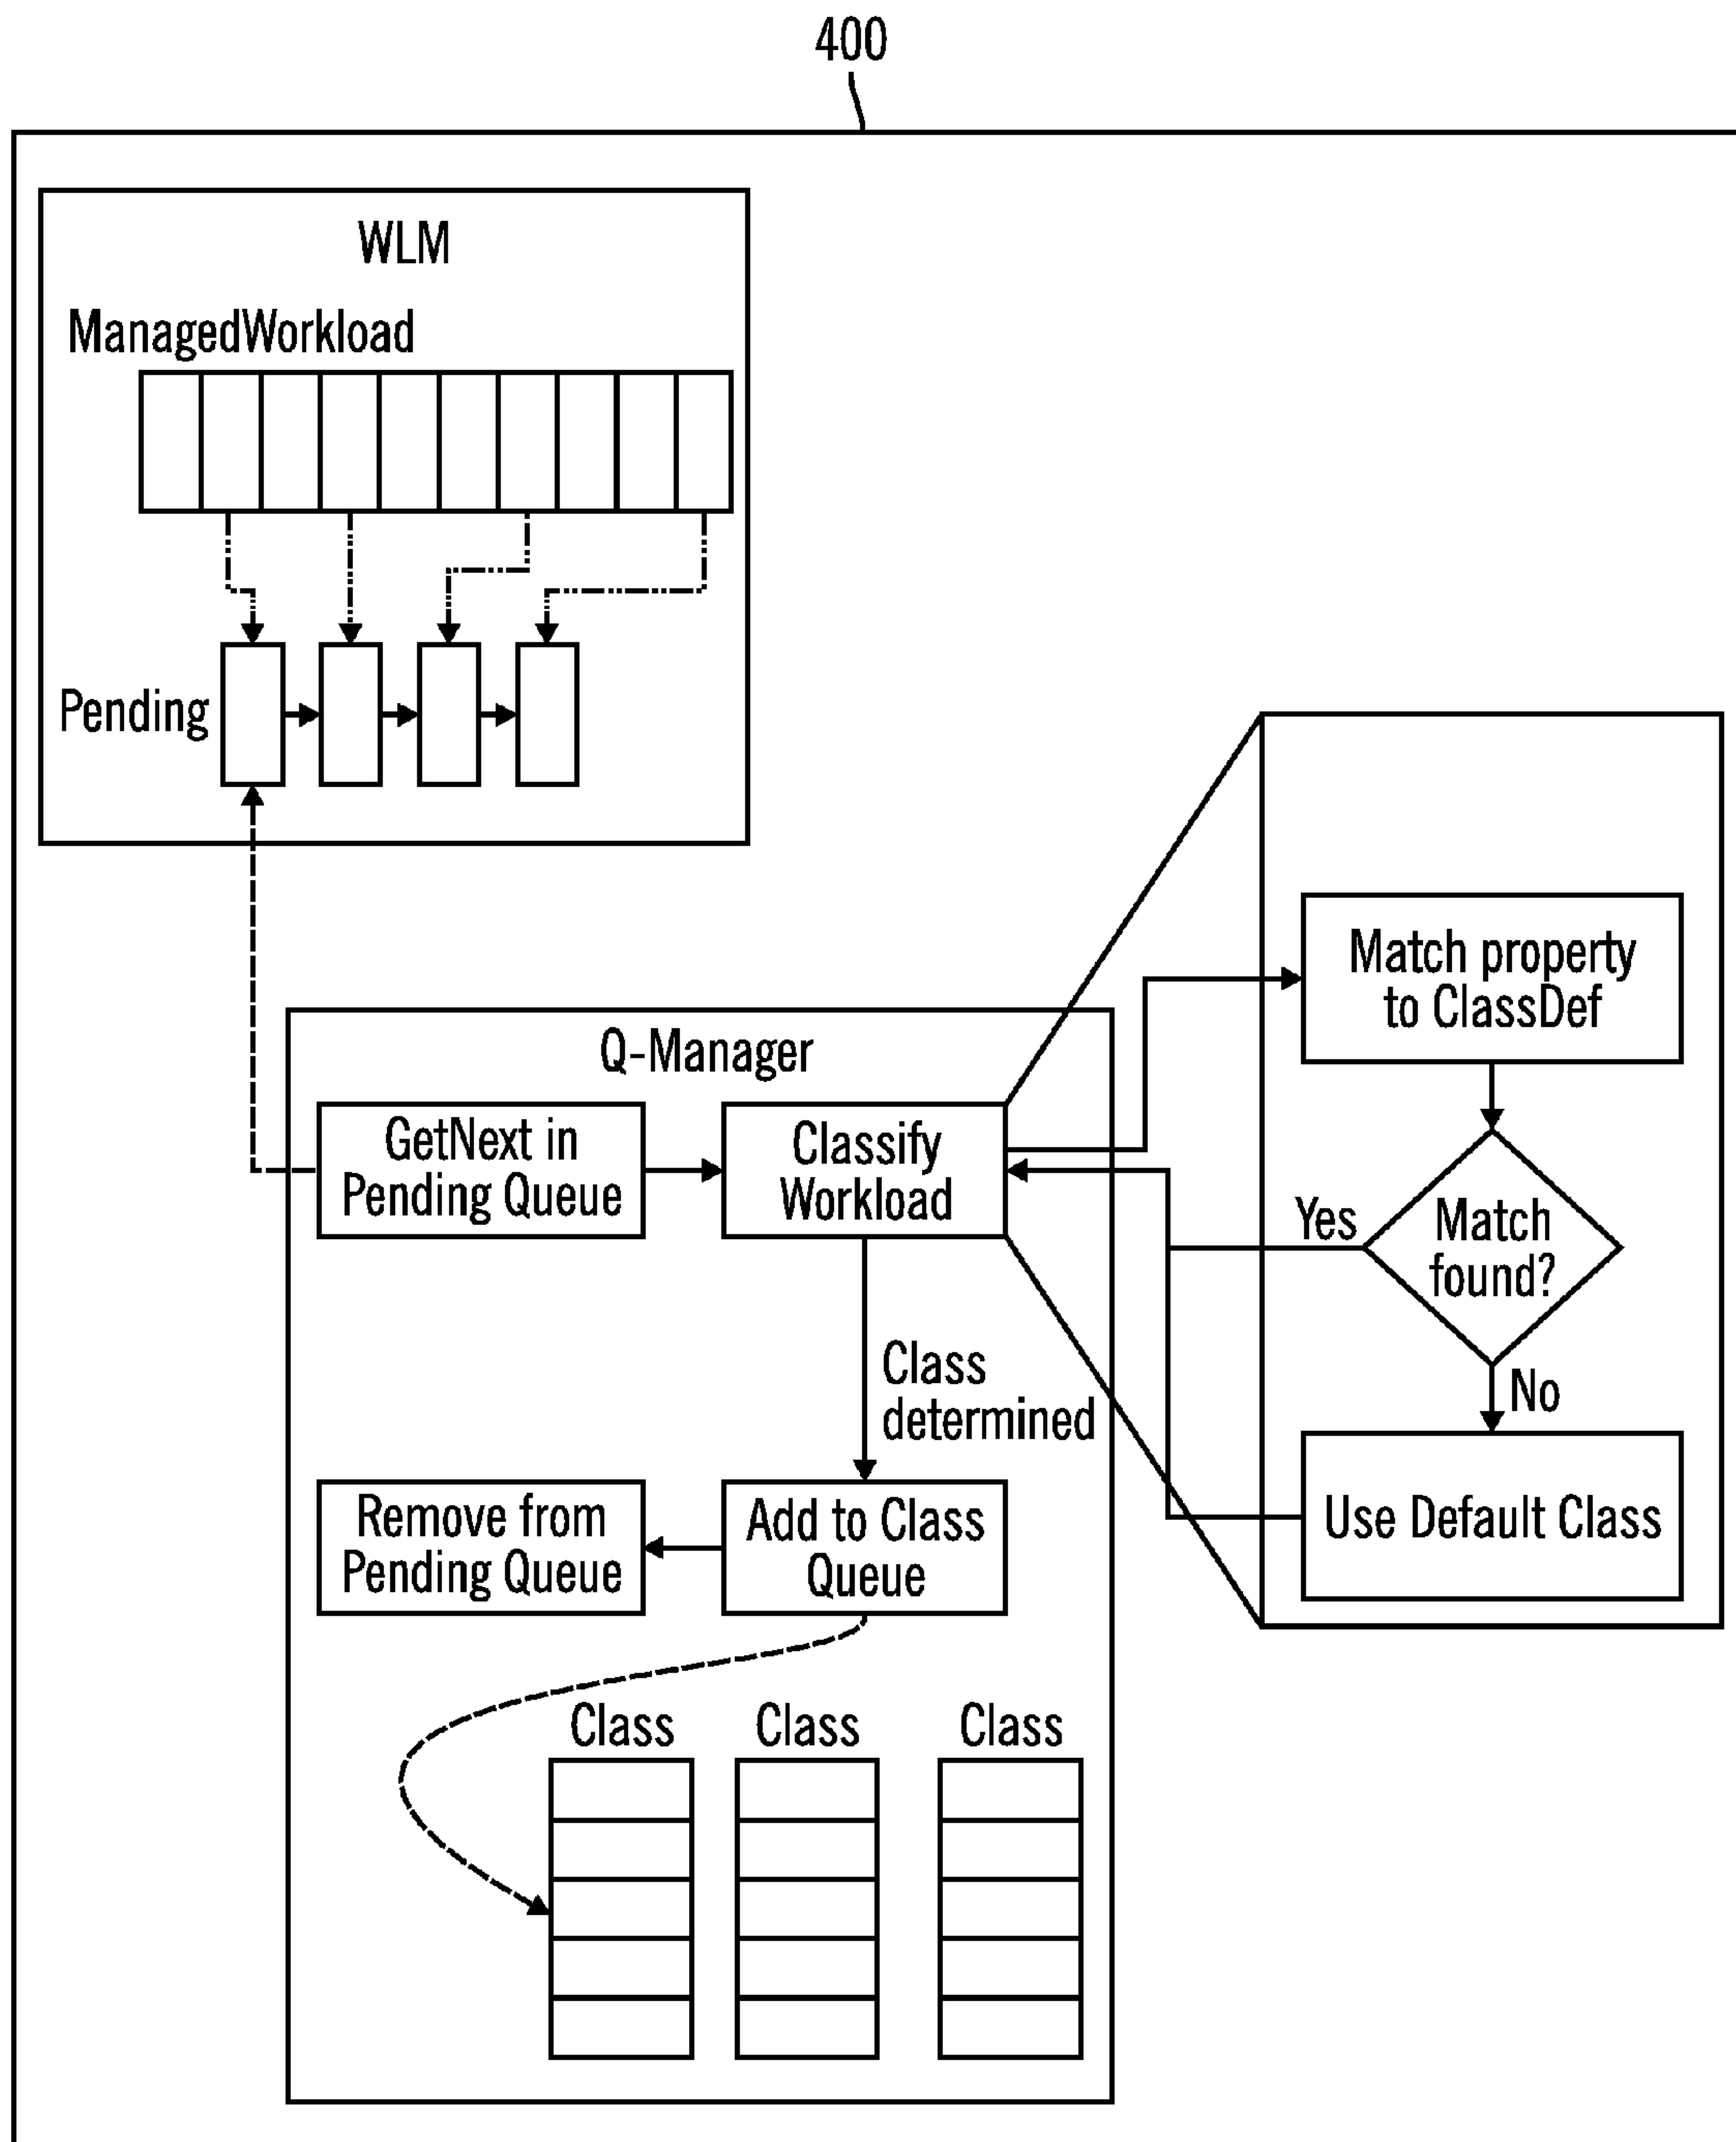 400
WLM
ManagedWorkload
Pending
Q-Manager
GetNext in
Pending Queue
Classify
Workload
Class
determined
Remove from
Pending Queue
Add to Class
Queue
Class
Class
Class
Match property
to ClassDef
Match
found?
Yes
No
Use Default Class